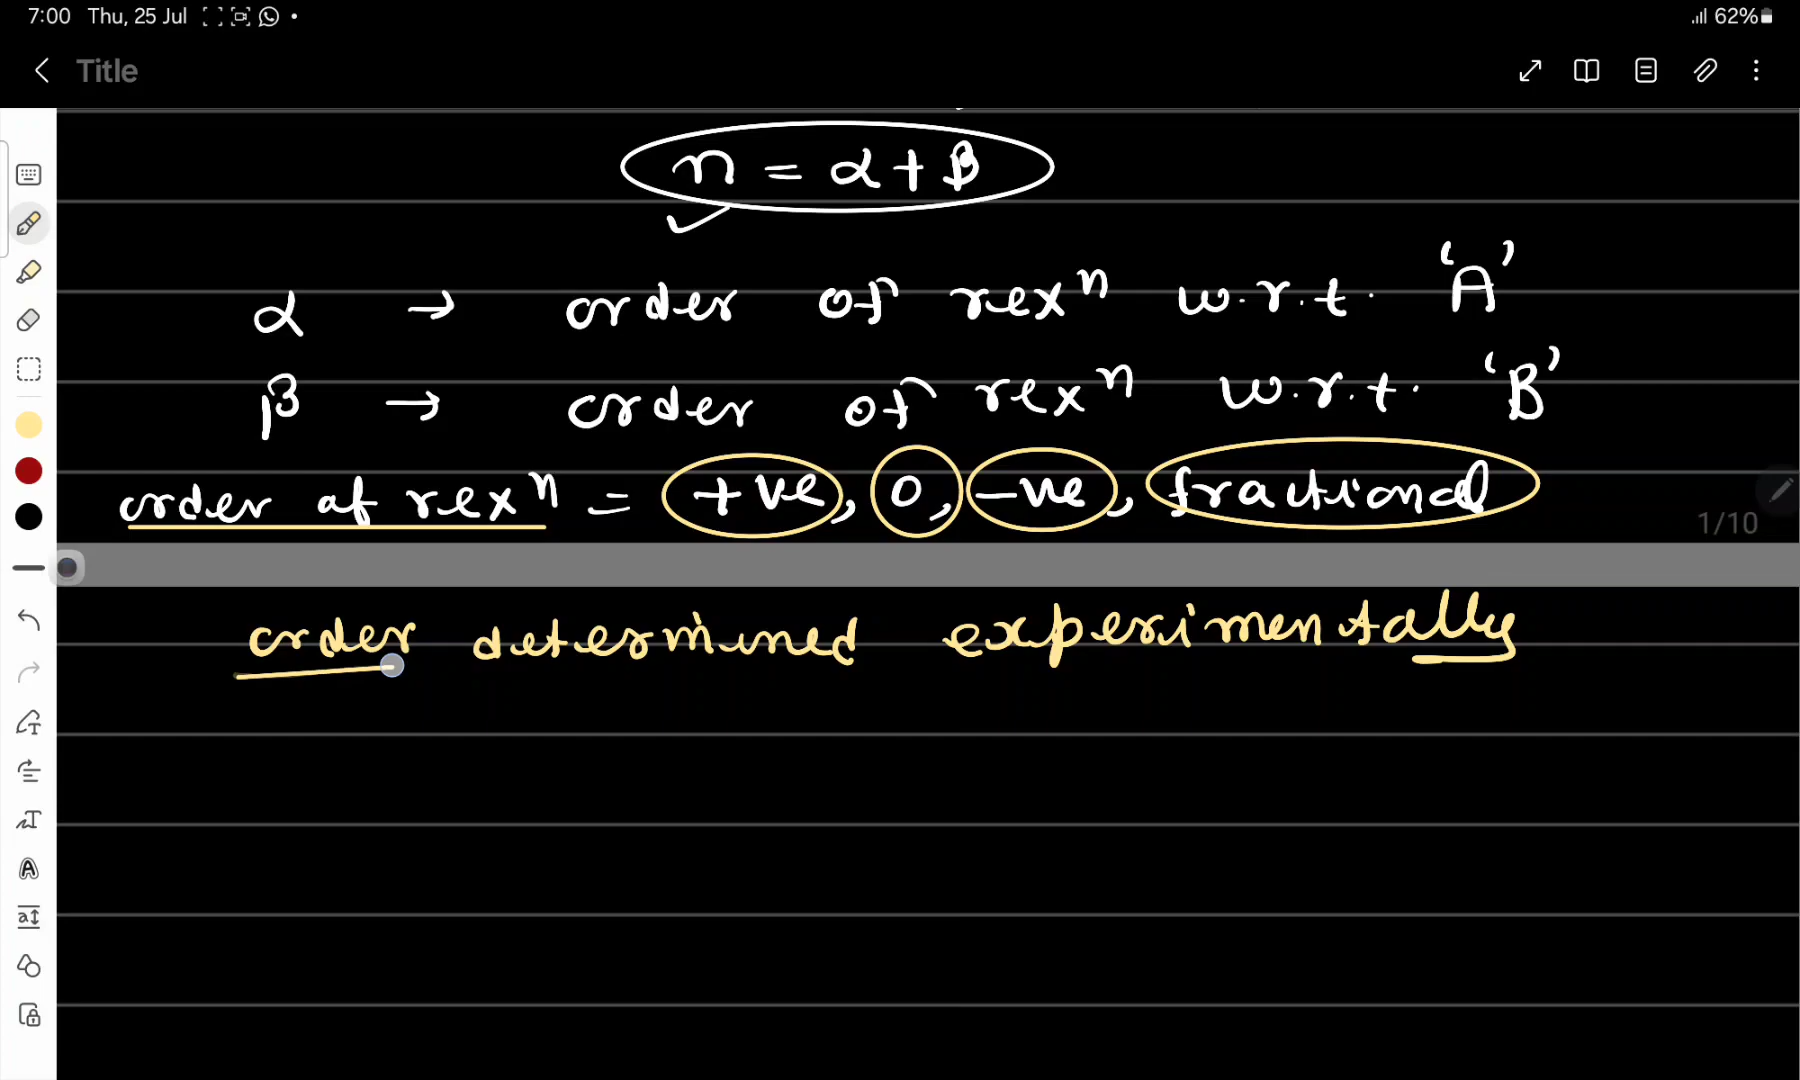 7:00 Thu, 25 Jul 62%
Title
n = α + β
α → order of rexⁿ w.r.t. 'A'
β → order of rexⁿ w.r.t. 'B'
order of rexⁿ = +ve, 0, -ve, fractional
1/10
order determined experimentally